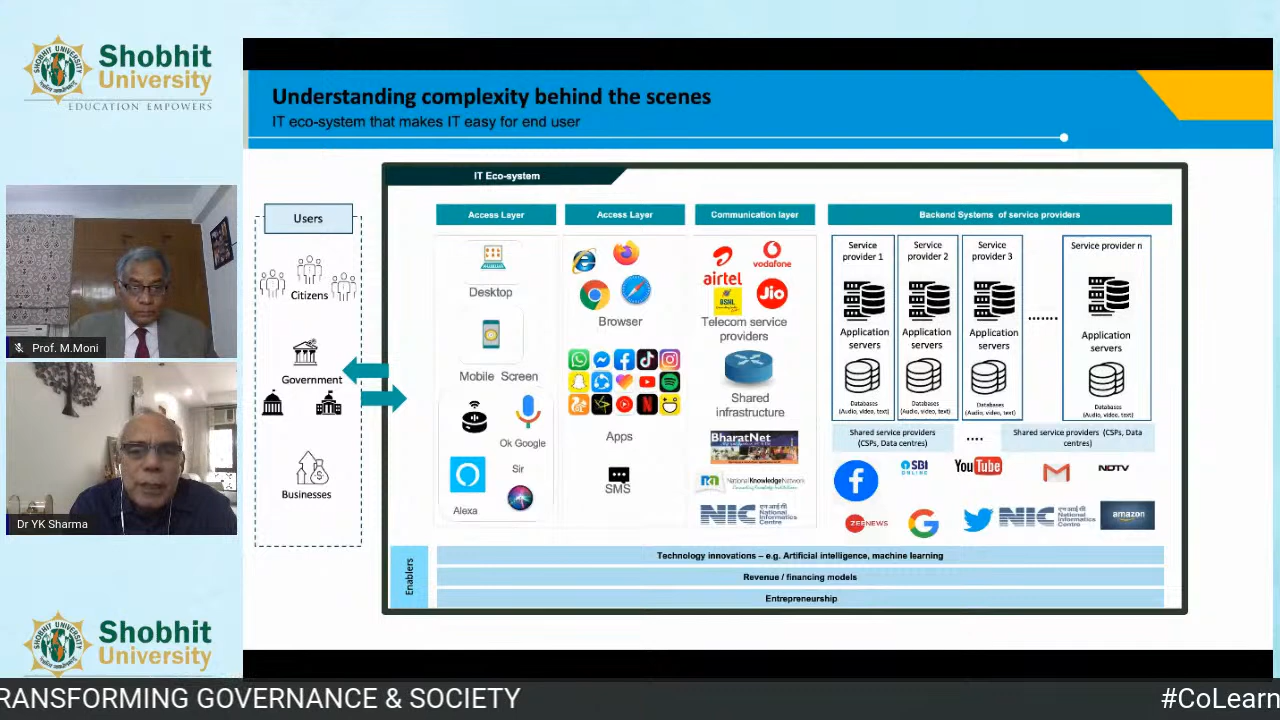 Shobhit
University
EDUCATION EMPOWERS
SHOBHIT UNIVERSITY
Prof. M.Moni
Dr YK Sharma
Shobhit
University
Understanding complexity behind the scenes
IT eco-system that makes IT easy for end user
Users
Citizens
Government
Businesses
IT Eco-system
Access Layer
Desktop
Mobile Screen
Ok Google
Sir
Alexa
Access Layer
Browser
Apps
SMS
Communication layer
airtel
vodafone
BSNL
Jio
Telecom service
providers
Shared
infrastructure
BharatNet
National Knowledge Network
NIC
एन आई सी
National
Informatics
Centre
Backend Systems of service providers
Service
provider 1
Application
servers
Databases
(Audio, video, text)
Service
provider 2
Application
servers
Databases
(Audio, video, text)
Service
provider 3
Application
servers
Databases
(Audio, video, text)
........
Service provider n
Application
servers
Databases
(Audio, video, text)
Shared service providers
(CSPs, Data centres)
....
Shared service providers (CSPs, Data
centres)
SBI
ONLINE
YouTube
NDTV
ZEE NEWS
NIC
एन आई सी
National
Informatics
Centre
amazon
Enablers
Technology innovations – e.g. Artificial intelligence, machine learning
Revenue / financing models
Entrepreneurship
RANSFORMING GOVERNANCE & SOCIETY
#CoLearn